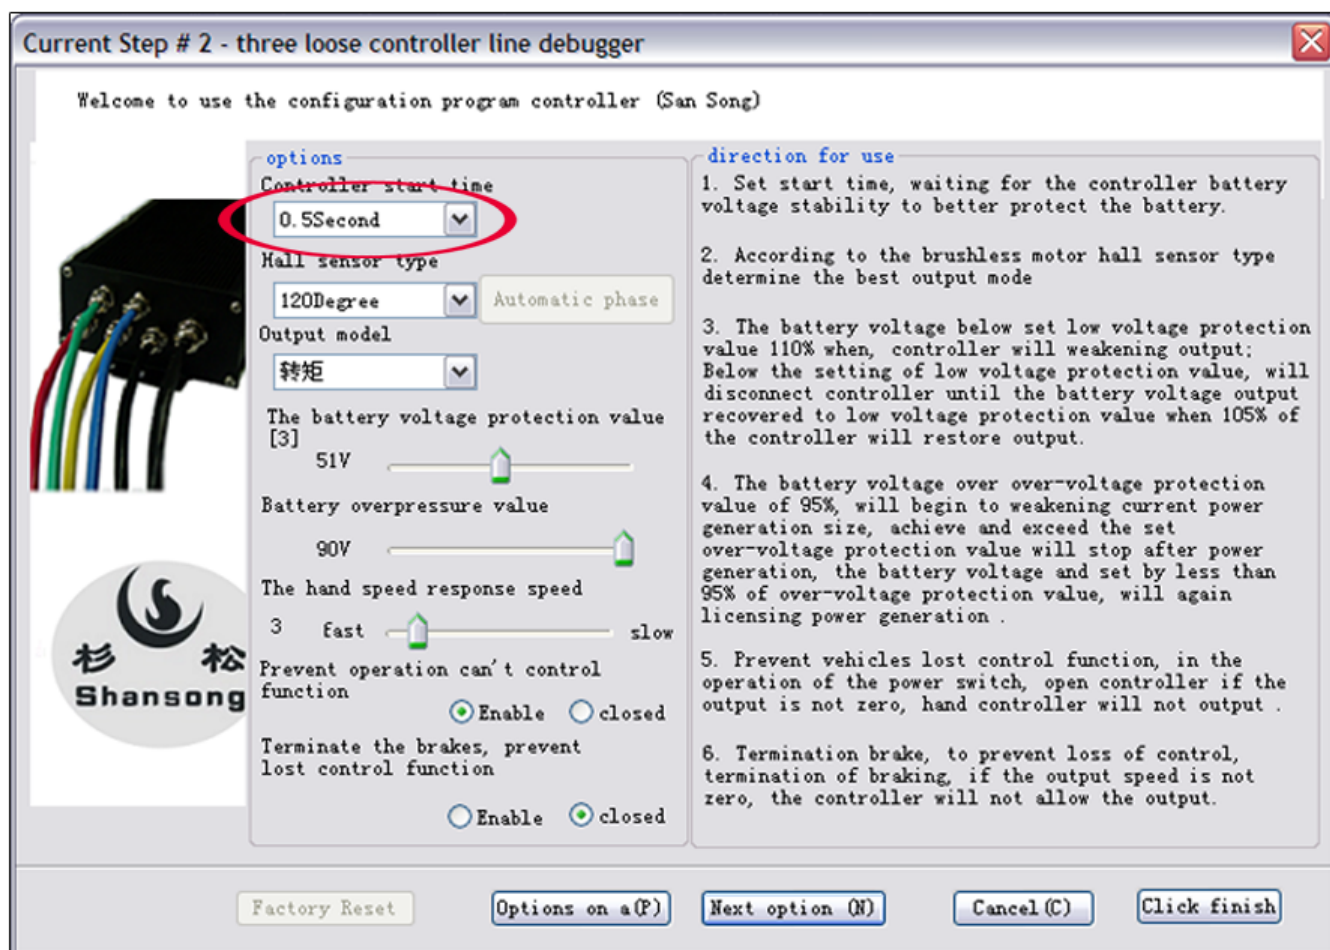 Current Step # 2 - three loose controller line debugger
Welcome to use the configuration program controller (San Song)
options
Controller start time
0.5Second
Hall sensor type
120Degree
Automatic phase
Output model
转矩
The battery voltage protection value
[3]
51V
Battery overpressure value
90V
The hand speed response speed
3 fast slow
Prevent operation can't control
function
Enable closed
Terminate the brakes, prevent
lost control function
Enable closed
direction for use
1. Set start time, waiting for the controller battery
voltage stability to better protect the battery.
2. According to the brushless motor hall sensor type
determine the best output mode
3. The battery voltage below set low voltage protection
value 110% when, controller will weakening output;
Below the setting of low voltage protection value, will
disconnect controller until the battery voltage output
recovered to low voltage protection value when 105% of
the controller will restore output.
4. The battery voltage over over-voltage protection
value of 95%, will begin to weakening current power
generation size, achieve and exceed the set
over-voltage protection value will stop after power
generation, the battery voltage and set by less than
95% of over-voltage protection value, will again
licensing power generation .
5. Prevent vehicles lost control function, in the
operation of the power switch, open controller if the
output is not zero, hand controller will not output .
6. Termination brake, to prevent loss of control,
termination of braking, if the output speed is not
zero, the controller will not allow the output.
杉 松
Shansong
Factory Reset
Options on a(P)
Next option (N)
Cancel(C)
Click finish